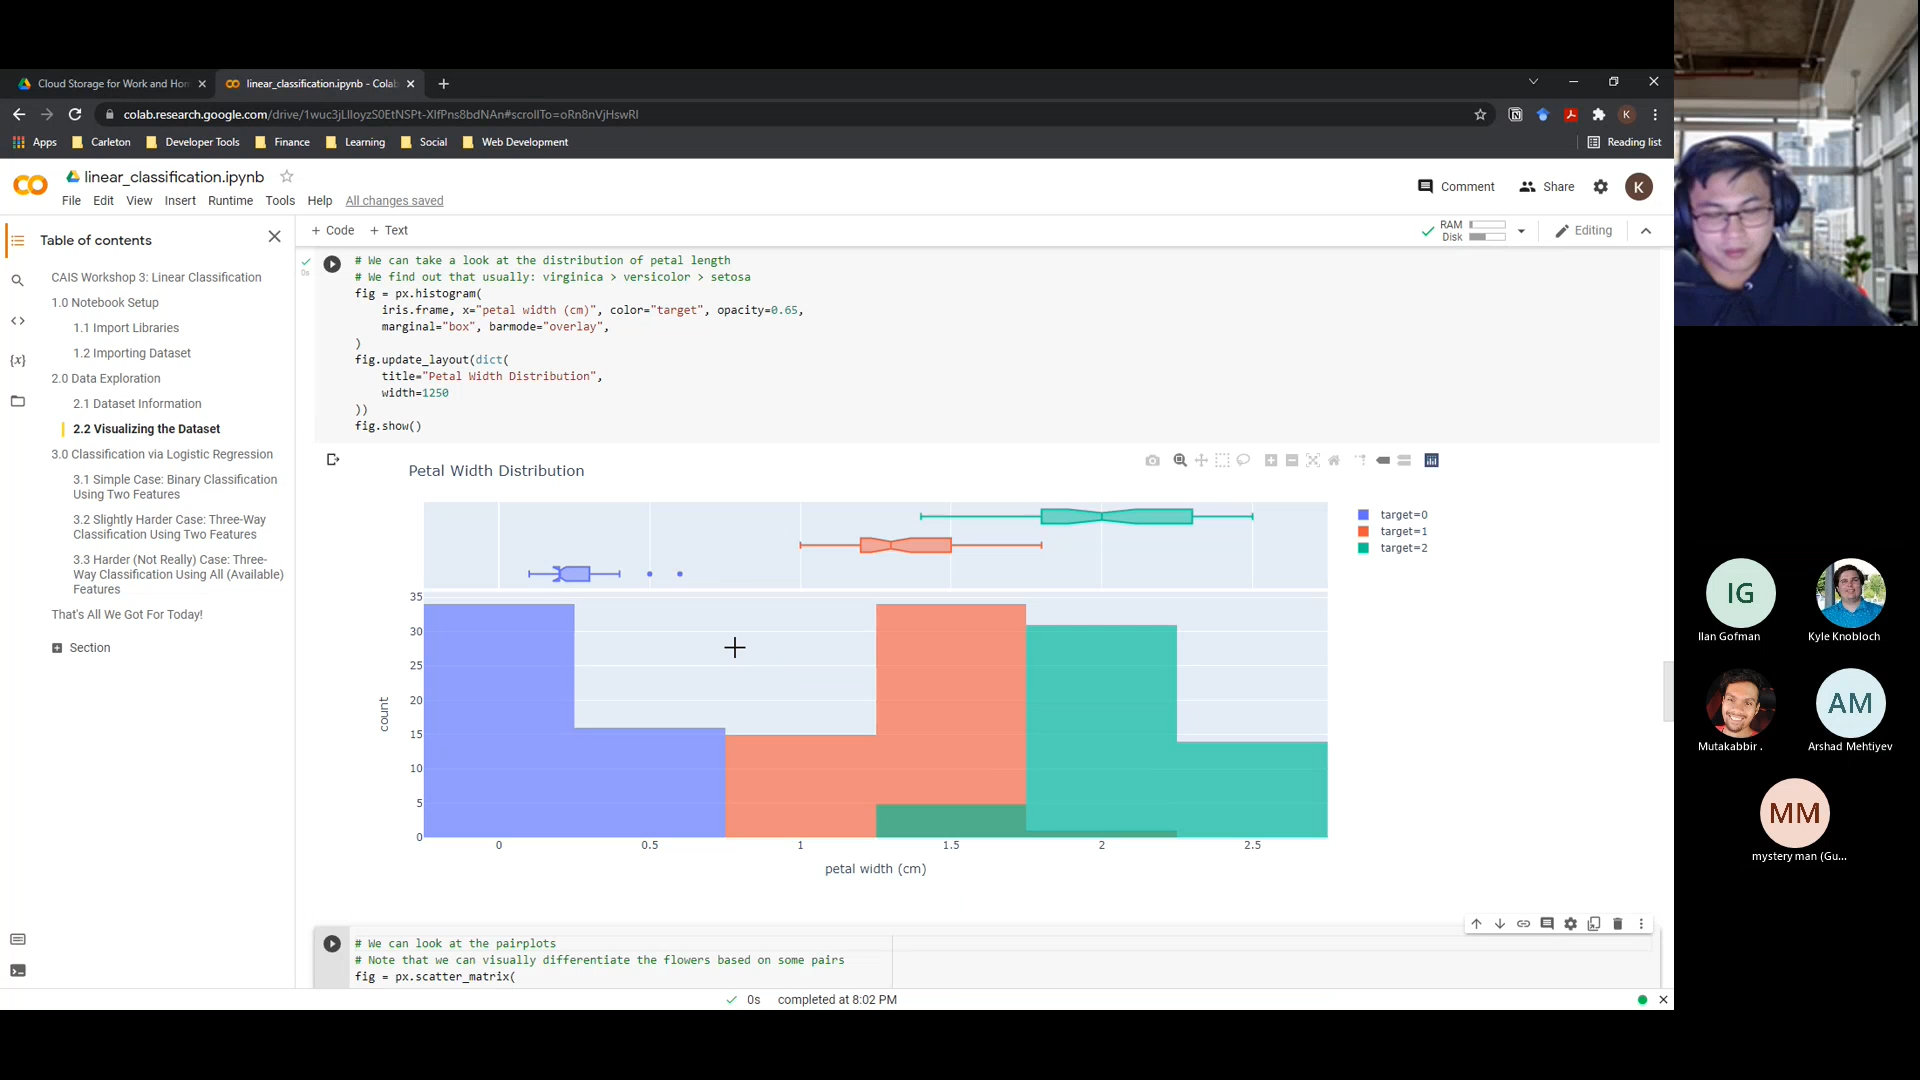 Cloud Storage for Work and Hom
linear_classification.ipynb - Colab
colab.research.google.com/drive/1wuc3jLlloyzS0EtNSPt-XlfPns8bdNAn#scrollTo=oRn8nVjHswRl
Apps
Carleton
Developer Tools
Finance
Learning
Social
Web Development
Reading list
linear_classification.ipynb
File Edit View Insert Runtime Tools Help All changes saved
Comment
Share
K
Table of contents
CAIS Workshop 3: Linear Classification
1.0 Notebook Setup
1.1 Import Libraries
1.2 Importing Dataset
2.0 Data Exploration
2.1 Dataset Information
2.2 Visualizing the Dataset
3.0 Classification via Logistic Regression
3.1 Simple Case: Binary Classification
Using Two Features
3.2 Slightly Harder Case: Three-Way
Classification Using Two Features
3.3 Harder (Not Really) Case: Three-
Way Classification Using All (Available)
Features
That's All We Got For Today!
Section
+ Code + Text
RAM
Disk
Editing
0s
# We can take a look at the distribution of petal length
# We find out that usually: virginica > versicolor > setosa
fig = px.histogram(
iris.frame, x="petal width (cm)", color="target", opacity=0.65,
marginal="box", barmode="overlay",
)
fig.update_layout(dict(
title="Petal Width Distribution",
width=1250
))
fig.show()
Petal Width Distribution
target=0
target=1
target=2
35
30
25
20
15
10
5
0
count
0 0.5 1 1.5 2 2.5
petal width (cm)
# We can look at the pairplots
# Note that we can visually differentiate the flowers based on some pairs
fig = px.scatter_matrix(
0s completed at 8:02 PM
IG
Ilan Gofman
Kyle Knobloch
Mutakabbir .
AM
Arshad Mehtiyev
MM
mystery man (Gu...